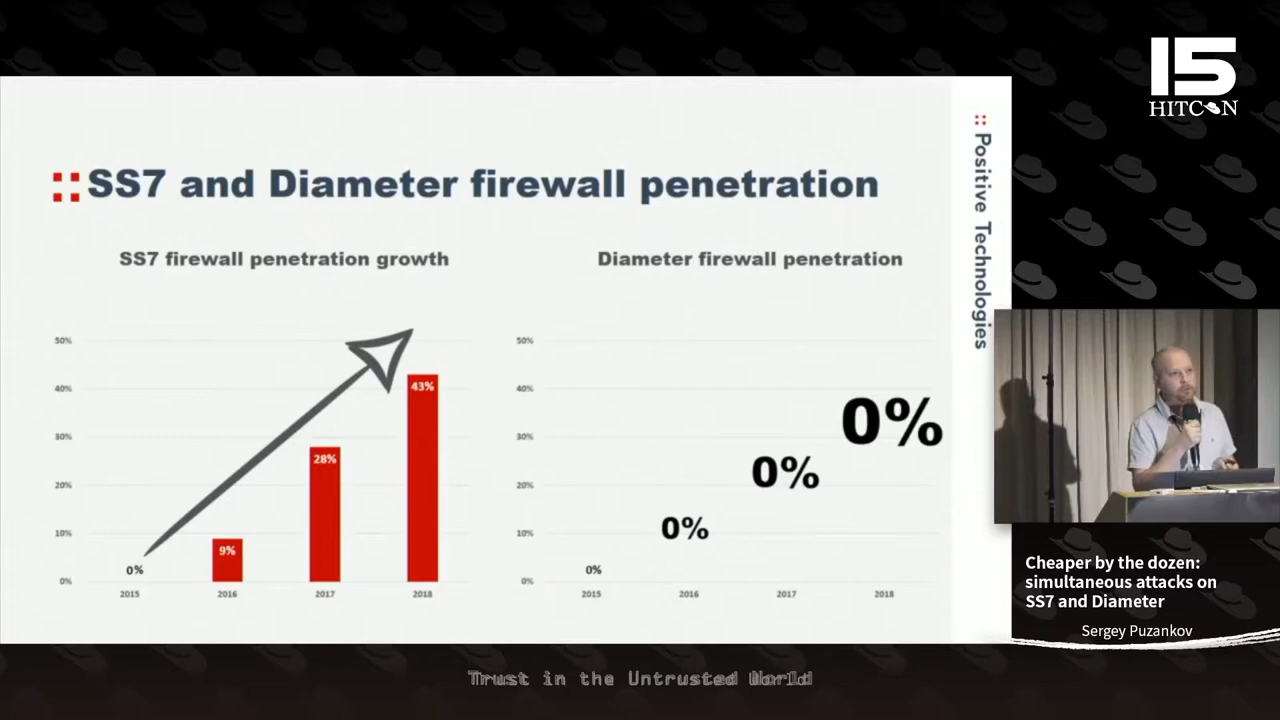 15
HITCON
:: Positive Technologies
SS7 and Diameter firewall penetration
SS7 firewall penetration growth
50%
40%
30%
20%
10%
0%
0%
9%
28%
43%
2015
2016
2017
2018
Diameter firewall penetration
50%
40%
30%
20%
10%
0%
0%
0%
0%
0%
2015
2016
2017
2018
Cheaper by the dozen:
simultaneous attacks on
SS7 and Diameter
Sergey Puzankov
Trust in the Untrusted World